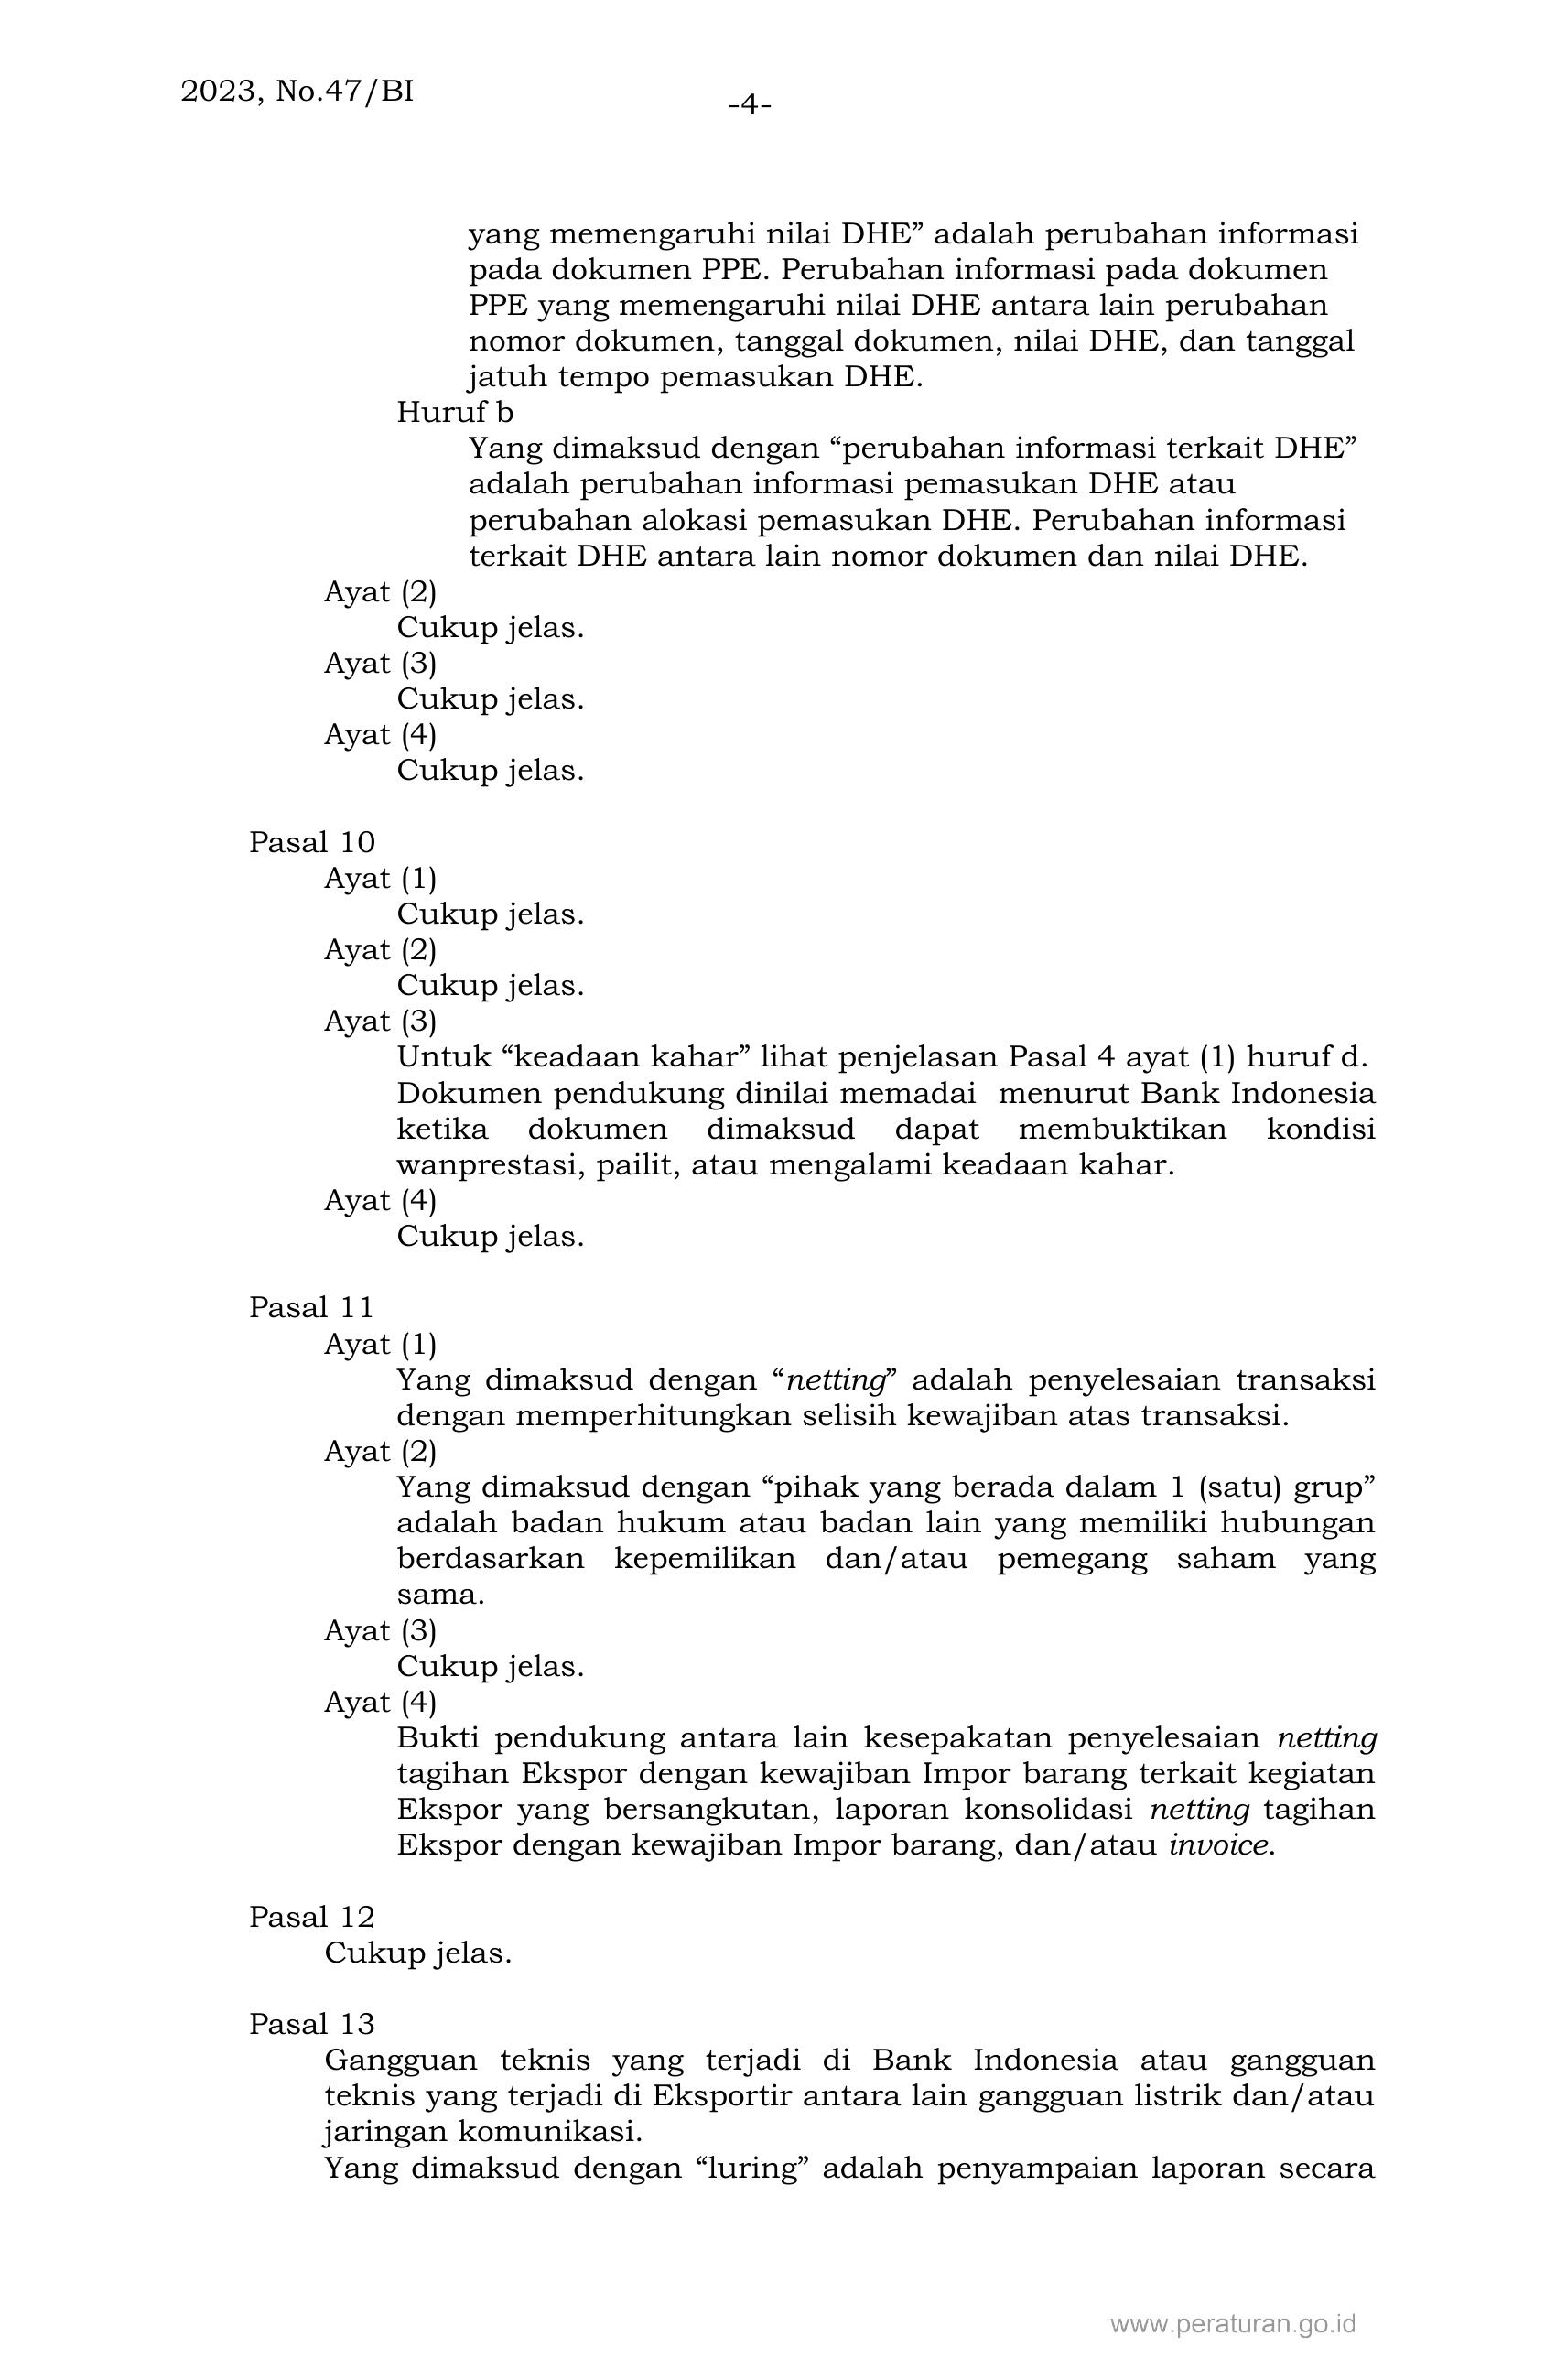 2023, No.47/BI
-4-
yang memengaruhi nilai DHE” adalah perubahan informasi
pada dokumen PPE. Perubahan informasi pada dokumen
PPE yang memengaruhi nilai DHE antara lain perubahan
nomor dokumen, tanggal dokumen, nilai DHE, dan tanggal
jatuh tempo pemasukan DHE.
Huruf b
Yang dimaksud dengan “perubahan informasi terkait DHE”
adalah perubahan informasi pemasukan DHE atau
perubahan alokasi pemasukan DHE. Perubahan informasi
terkait DHE antara lain nomor dokumen dan nilai DHE.
Ayat (2)
Cukup jelas.
Ayat (3)
Cukup jelas.
Ayat (4)
Cukup jelas.
Pasal 10
Ayat (1)
Cukup jelas.
Ayat (2)
Cukup jelas.
Ayat (3)
Untuk “keadaan kahar” lihat penjelasan Pasal 4 ayat (1) huruf d.
Dokumen pendukung dinilai memadai menurut Bank Indonesia
ketika dokumen dimaksud dapat membuktikan kondisi
wanprestasi, pailit, atau mengalami keadaan kahar.
Ayat (4)
Cukup jelas.
Pasal 11
Ayat (1)
Yang dimaksud dengan “netting” adalah penyelesaian transaksi
dengan memperhitungkan selisih kewajiban atas transaksi.
Ayat (2)
Yang dimaksud dengan “pihak yang berada dalam 1 (satu) grup”
adalah badan hukum atau badan lain yang memiliki hubungan
berdasarkan kepemilikan dan/atau pemegang saham yang
sama.
Ayat (3)
Cukup jelas.
Ayat (4)
Bukti pendukung antara lain kesepakatan penyelesaian netting
tagihan Ekspor dengan kewajiban Impor barang terkait kegiatan
Ekspor yang bersangkutan, laporan konsolidasi netting tagihan
Ekspor dengan kewajiban Impor barang, dan/atau invoice.
Pasal 12
Cukup jelas.
Pasal 13
Gangguan teknis yang terjadi di Bank Indonesia atau gangguan
teknis yang terjadi di Eksportir antara lain gangguan listrik dan/atau
jaringan komunikasi.
Yang dimaksud dengan “luring” adalah penyampaian laporan secara
www.peraturan.go.id